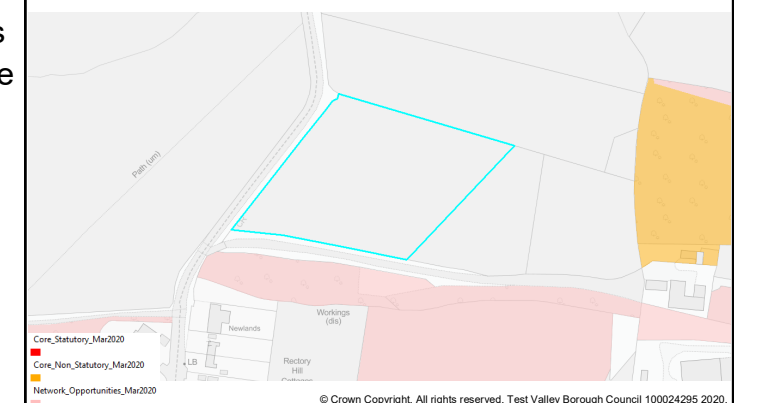 s
e
Path (um)
Newlands
Workings
(dis)
LB
Rectory
Hill
Cottages
Core_Statutory_Mar2020
Core_Non_Statutory_Mar2020
Network_Opportunities_Mar2020
© Crown Copyright. All rights reserved. Test Valley Borough Council 100024295 2020.